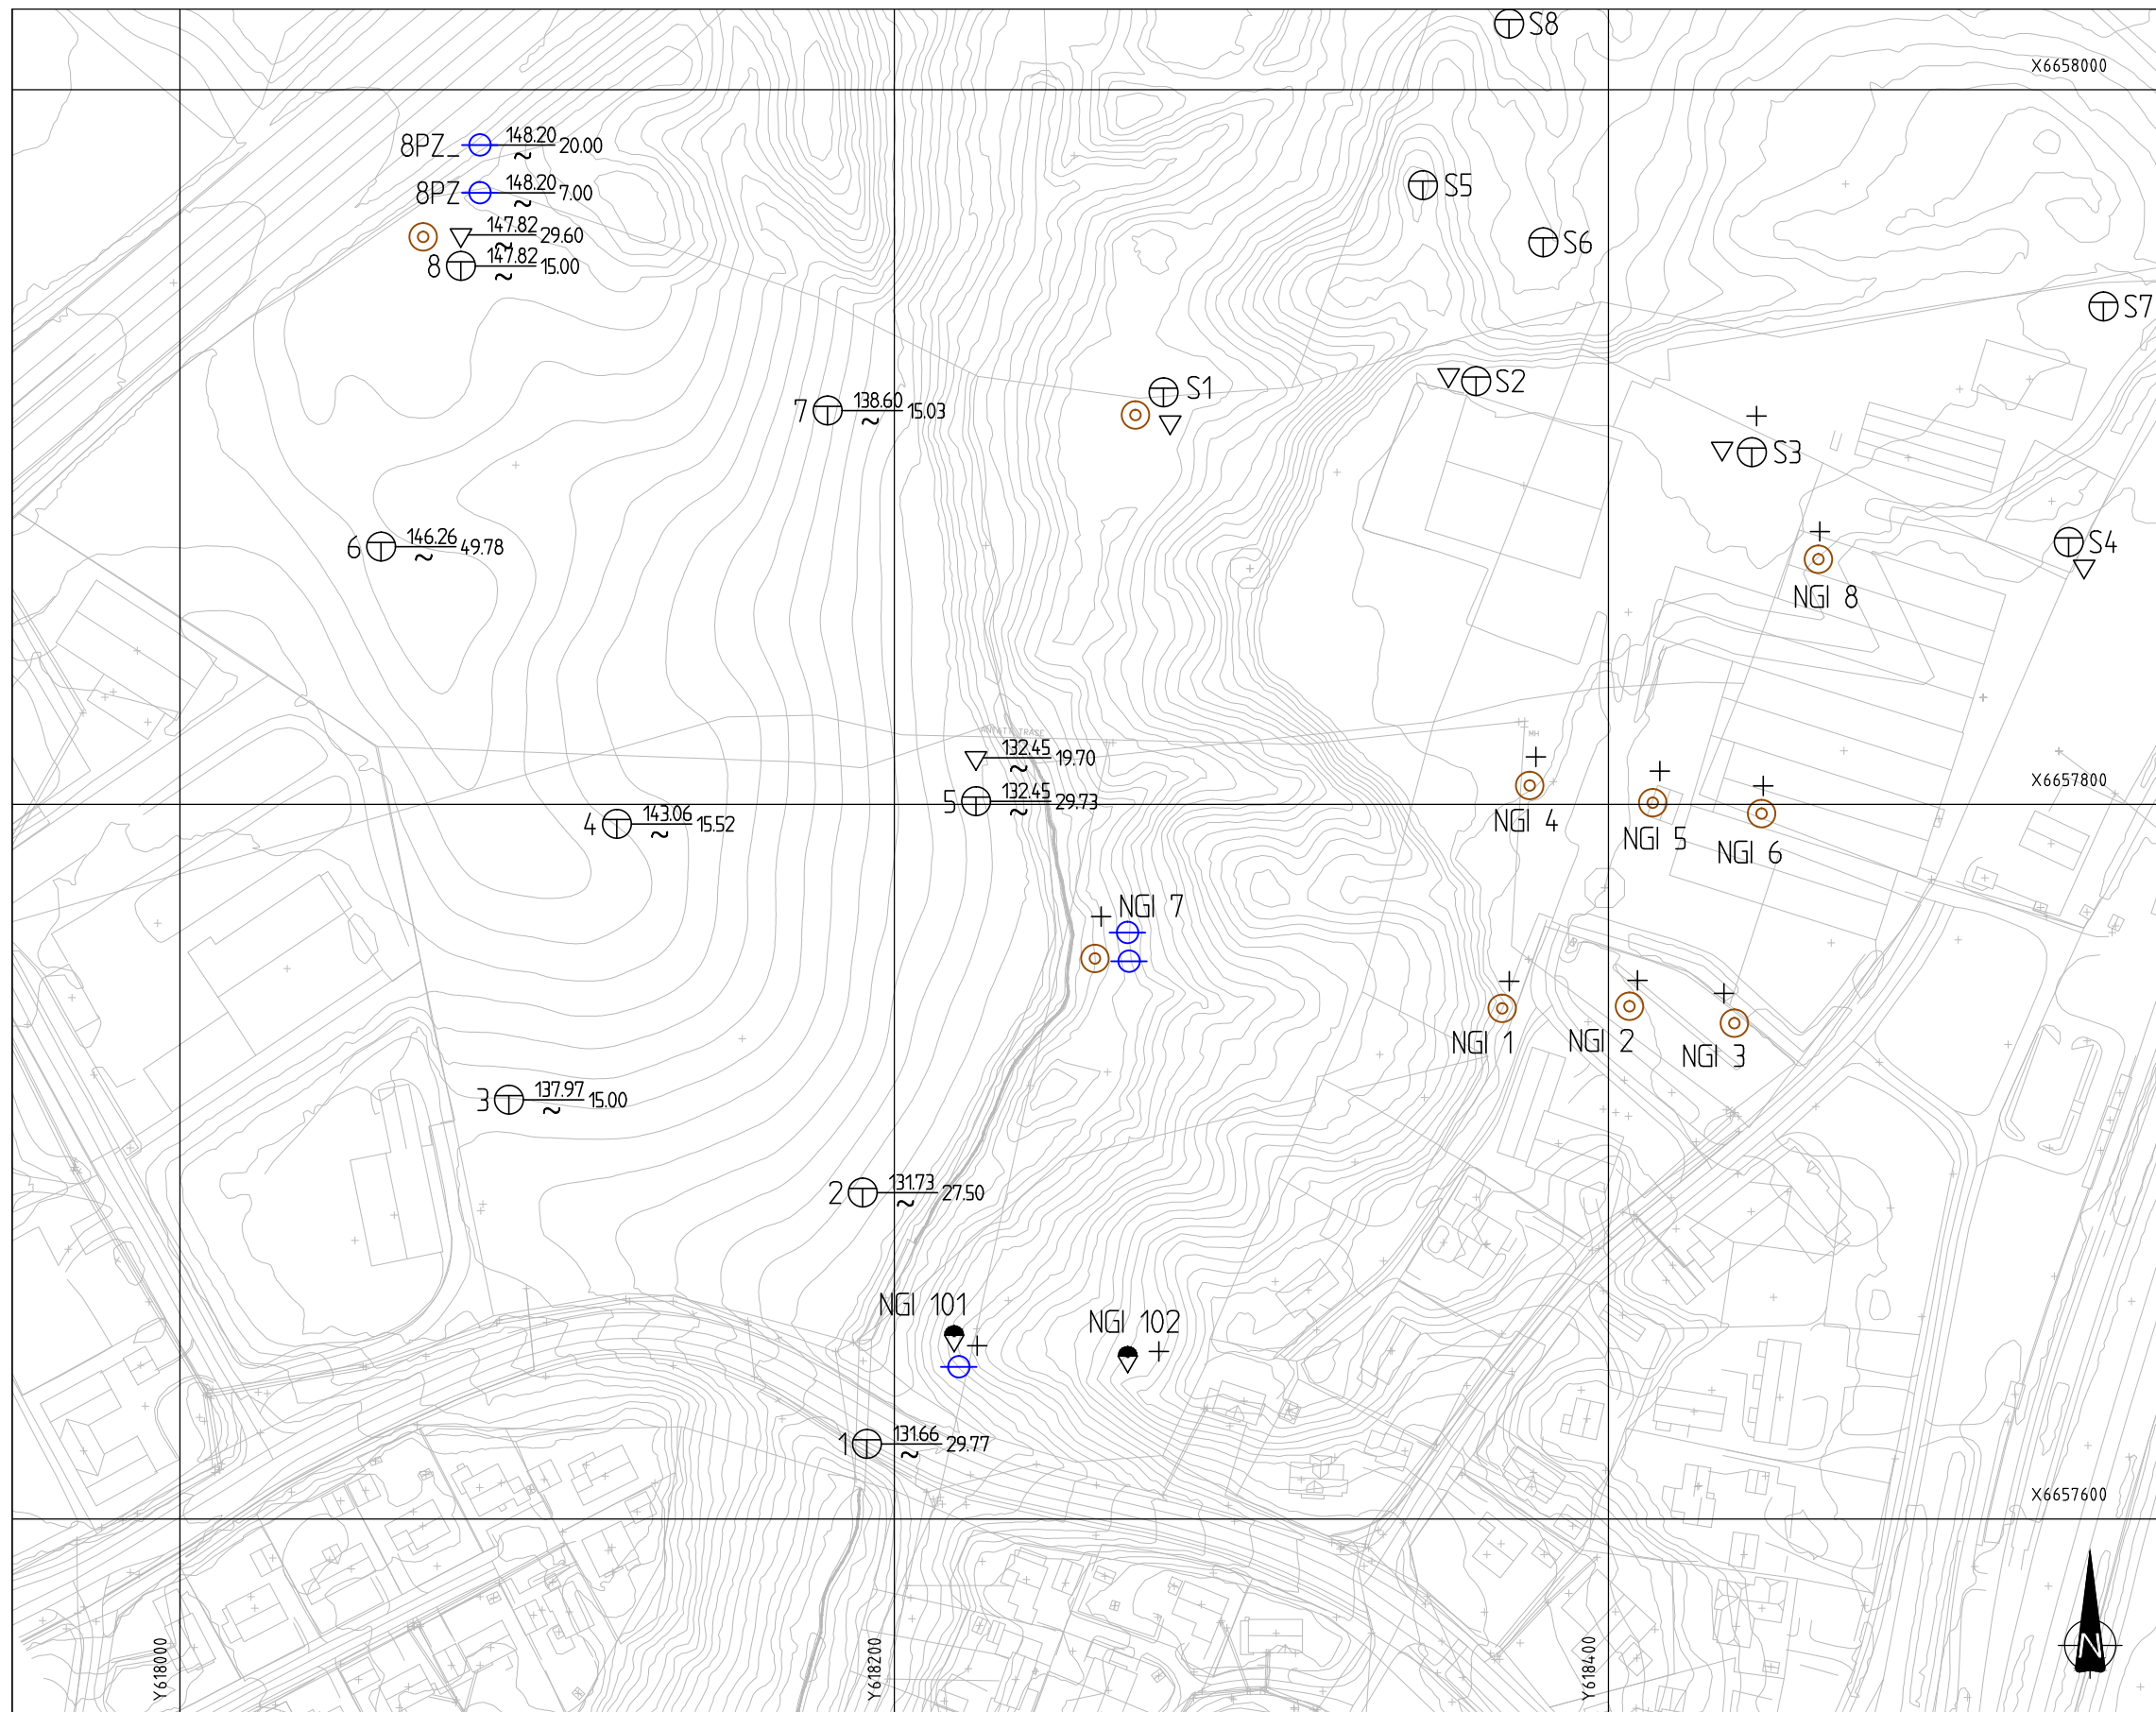 S8
X6658000
8PZ_ 148.20 ~ 20.00
8PZ 148.20 ~ 7.00
S5
147.82 ~ 29.60
S6
8 147.82 ~ 15.00
S7
S2
S1
7 138.60 ~ 15.03
S3
6 146.26 ~ 49.78
S4
NGI 8
MH
132.45 ~ 19.70
X6657800
5 132.45 ~ 29.73
4 143.06 ~ 15.52
NGI 4
NGI 5
NGI 6
NGI 7
NGI 1
NGI 2
NGI 3
3 137.97 ~ 15.00
2 131.73 ~ 27.50
NGI 101
NGI 102
1 131.66 ~ 29.77
X6657600
Y618000
Y618200
Y618400
N